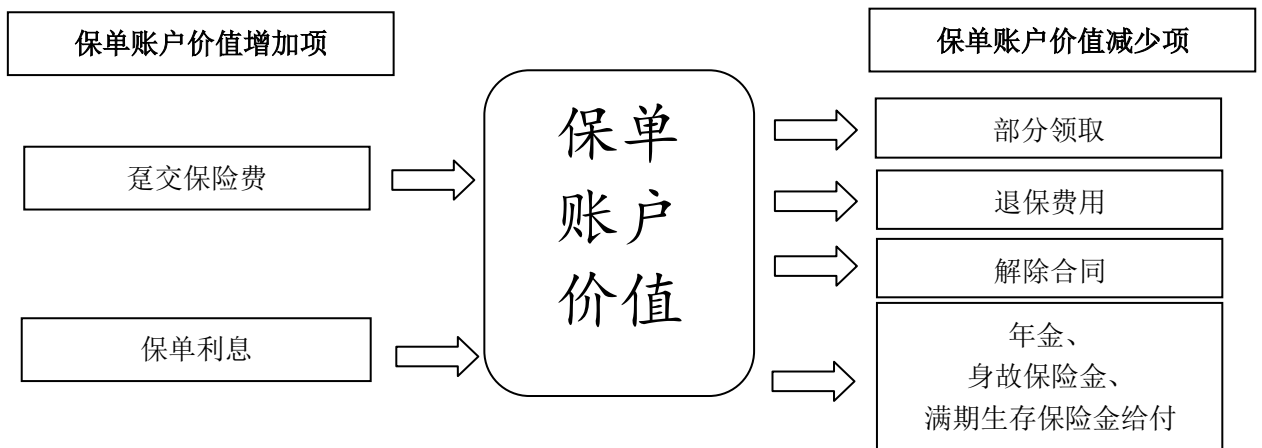 保单账户价值增加项
趸交保险费
保单利息
保单
账户
价值
保单账户价值减少项
部分领取
退保费用
解除合同
年金、
身故保险金、
满期生存保险金给付